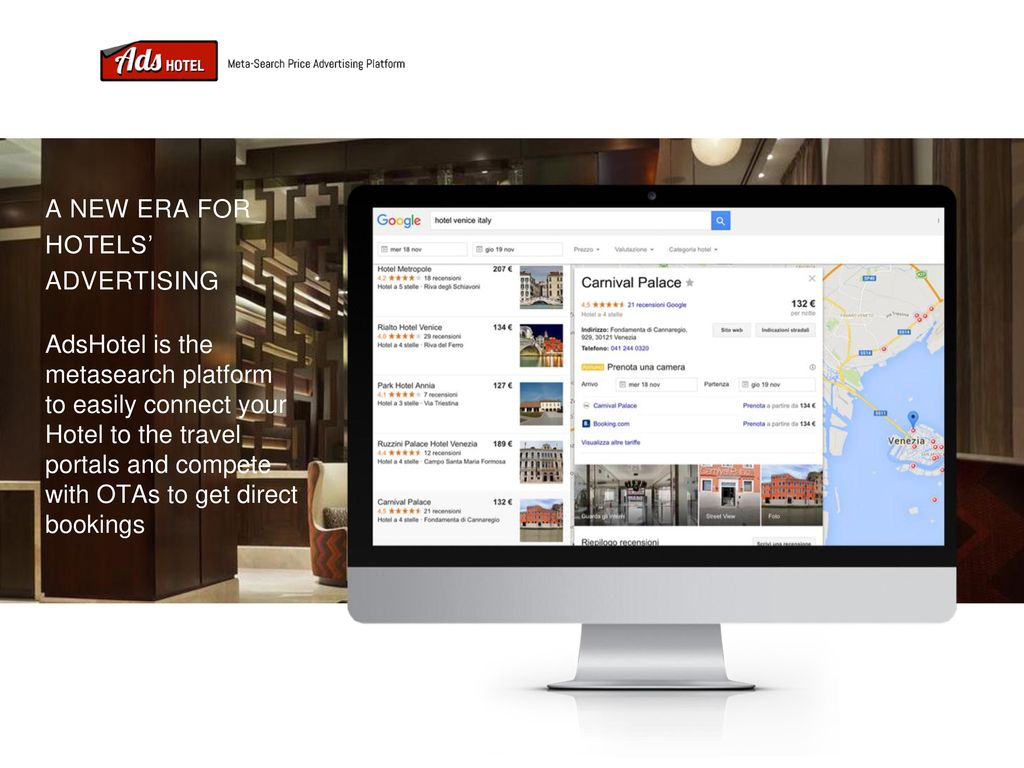 Ads HOTEL
Meta-Search Price Advertising Platform
A NEW ERA FOR
HOTELS’
ADVERTISING
AdsHotel is the
metasearch platform
to easily connect your
Hotel to the travel
portals and compete
with OTAs to get direct
bookings
Google hotel venice italy
mer 18 nov gio 19 nov Prezzo Valutazione Categoria hotel
Hotel Metropole 207 €
4,2 18 recensioni
Hotel a 5 stelle · Riva degli Schiavoni
Rialto Hotel Venice 134 €
4,0 29 recensioni
Hotel a 4 stelle · Riva del Ferro
Park Hotel Annia 127 €
4,1 7 recensioni
Hotel a 3 stelle · Via Triestina
Ruzzini Palace Hotel Venezia 189 €
4,4 12 recensioni
Hotel a 4 stelle · Campo Santa Maria Formosa
Carnival Palace 132 €
4,5 21 recensioni
Hotel a 4 stelle · Fondamenta di Cannaregio
Carnival Palace
4,5 21 recensioni Google
Hotel a 4 stelle
132 €
per notte
Indirizzo: Fondamenta di Cannaregio,
929, 30121 Venezia
Telefono: 041 244 0320
Sito web Indicazioni stradali
Annunci Prenota una camera
Arrivo mer 18 nov Partenza gio 19 nov
Carnival Palace Prenota a partire da 134 €
Booking.com Prenota a partire da 134 €
Visualizza altre tariffe
Guarda gli interni Street View Foto
Riepilogo recensioni Scrivi una recensione
Venezia